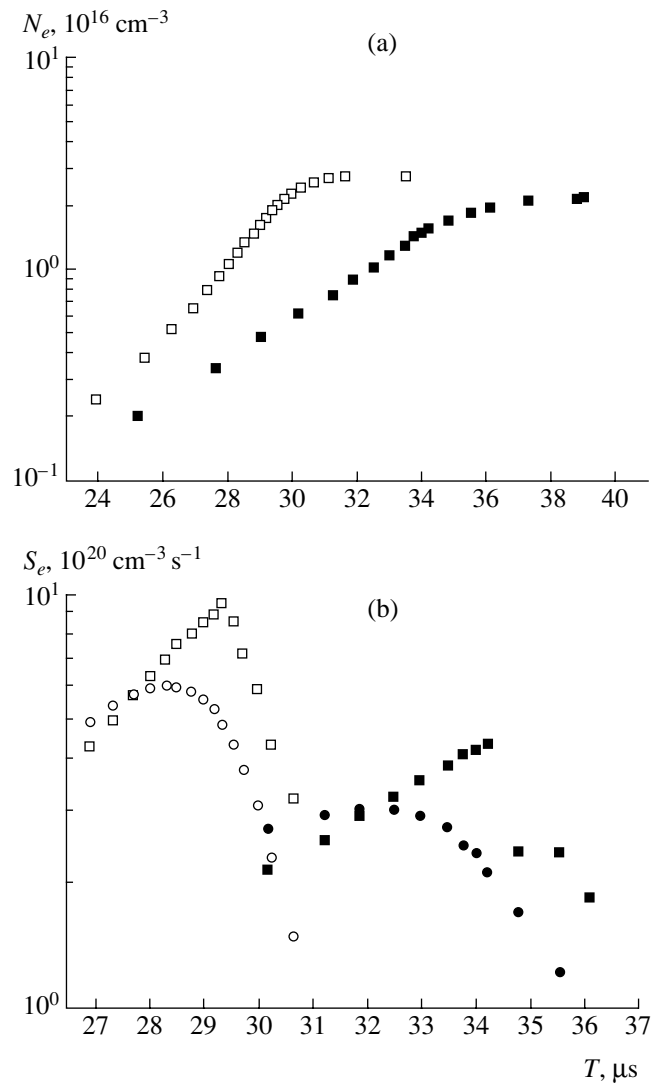 N_e, 10^16 cm^–3
(a)
10^1
10^0
10^–1
24 26 28 30 32 34 36 38 40
S_e, 10^20 cm^–3 s^–1
(b)
10^1
10^0
27 28 29 30 31 32 33 34 35 36 37
T, μs